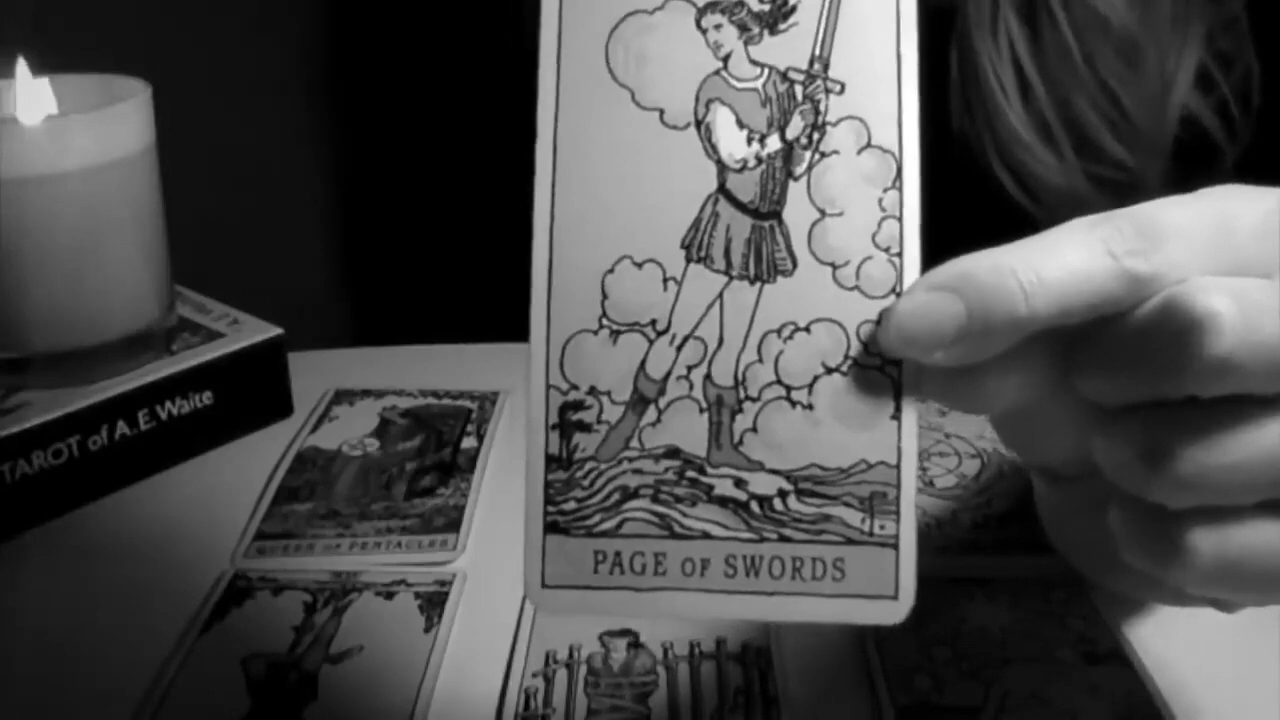 TAROT of A.E.Waite
QUEEN OF PENTACLES
PAGE OF SWORDS